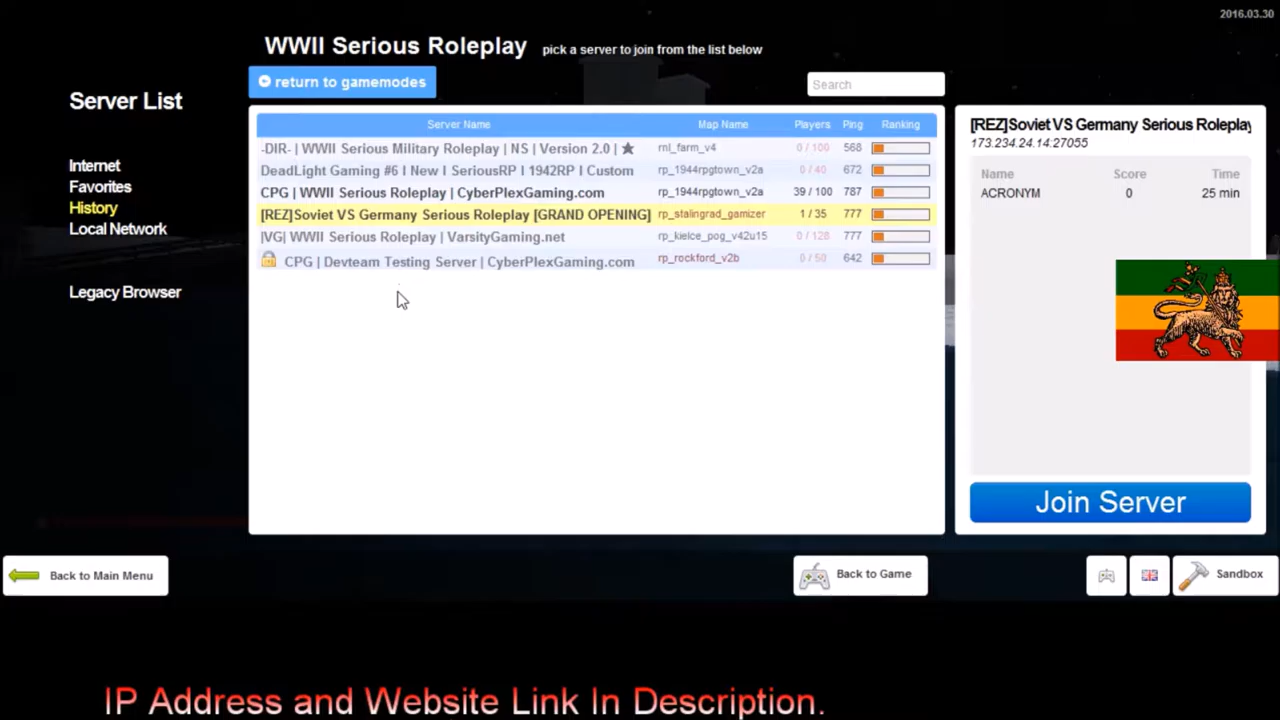 2016.03.30
WWII Serious Roleplay pick a server to join from the list below
return to gamemodes
Search
Server List
Internet
Favorites
History
Local Network
Legacy Browser
Server Name Map Name Players Ping Ranking
-DIR- | WWII Serious Military Roleplay | NS | Version 2.0 | ★ rnl_farm_v4 0 / 100 568
DeadLight Gaming #6 I New I SeriousRP I 1942RP I Custom rp_1944rpgtown_v2a 0 / 40 672
CPG | WWII Serious Roleplay | CyberPlexGaming.com rp_1944rpgtown_v2a 39 / 100 787
[REZ]Soviet VS Germany Serious Roleplay [GRAND OPENING] rp_stalingrad_gamizer 1 / 35 777
|VG| WWII Serious Roleplay | VarsityGaming.net rp_kielce_pog_v42u15 0 / 128 777
CPG | Devteam Testing Server | CyberPlexGaming.com rp_rockford_v2b 0 / 50 642
[REZ]Soviet VS Germany Serious Roleplay
173.234.24.14:27055
Name Score Time
ACRONYM 0 25 min
Join Server
Back to Main Menu
Back to Game
Sandbox
IP Address and Website Link In Description.